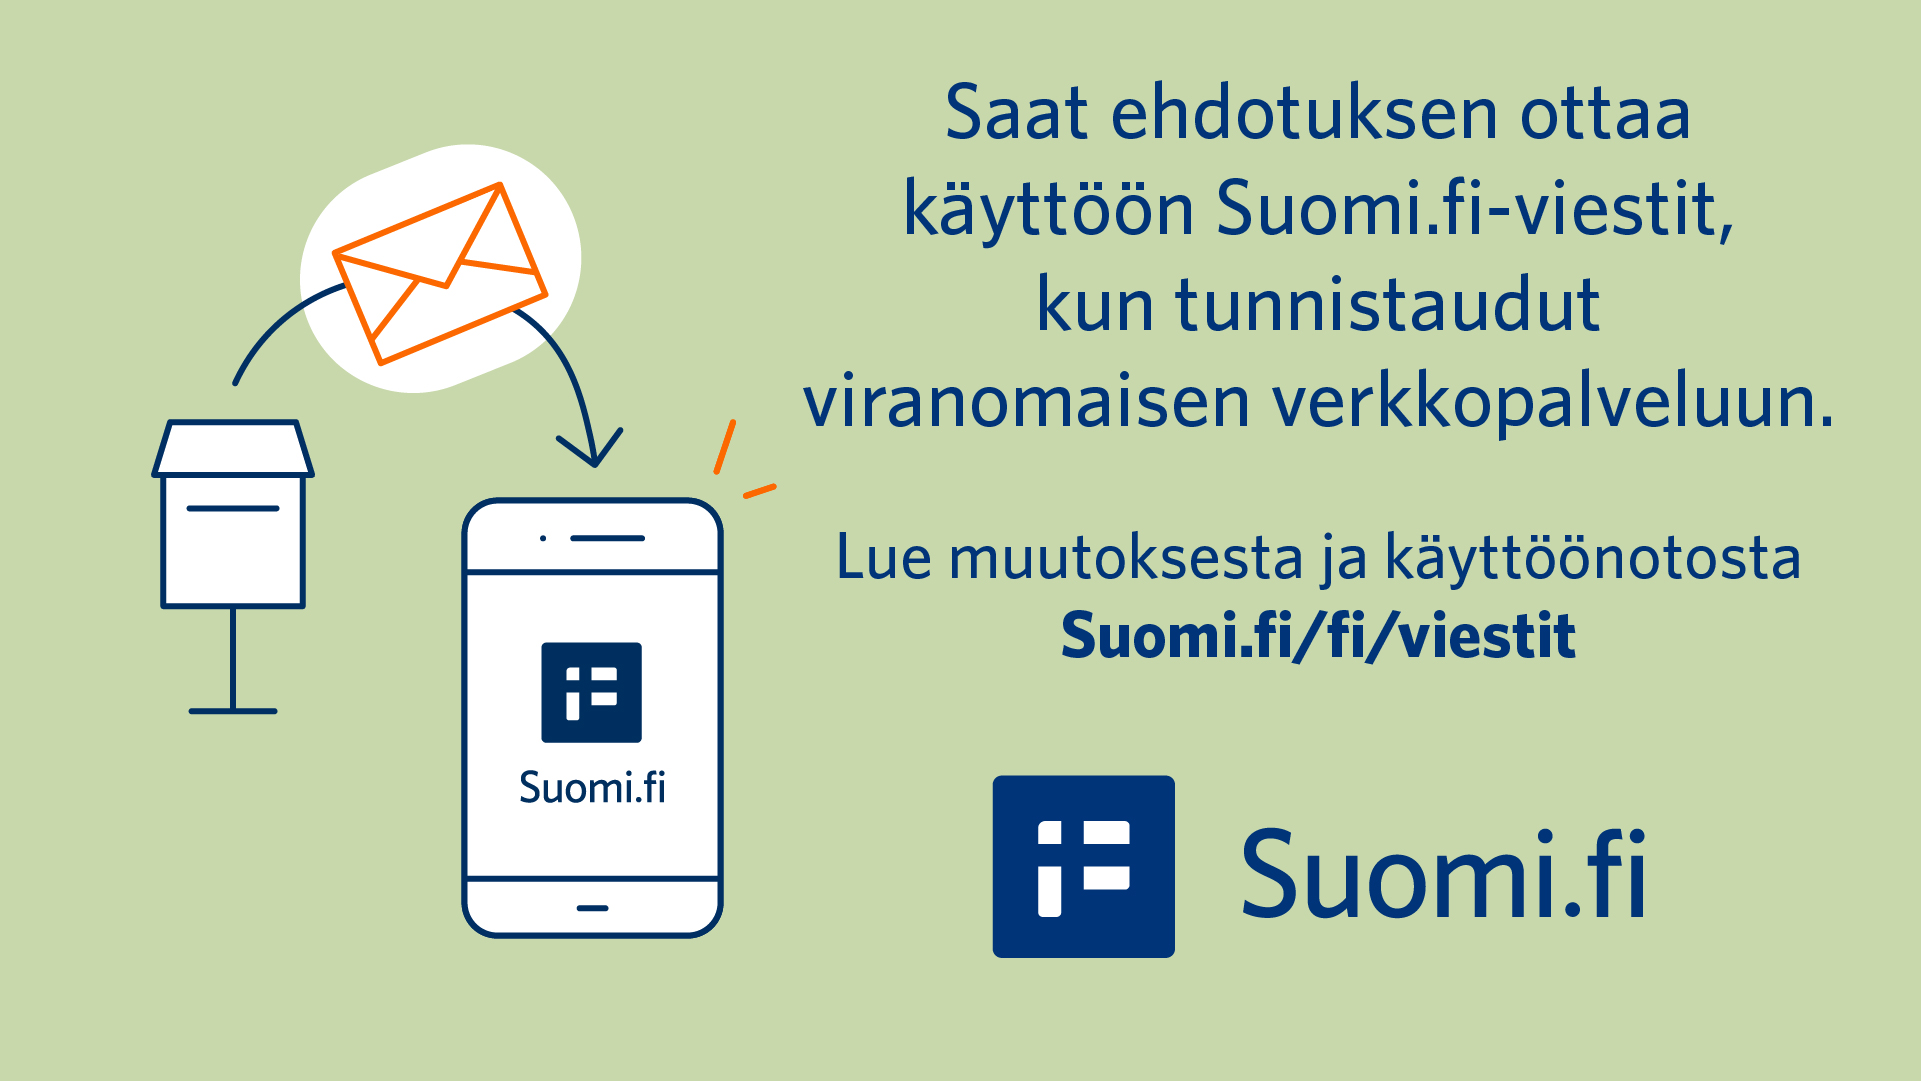 Saat ehdotuksen ottaa
käyttöön Suomi.fi-viestit,
kun tunnistaudut
viranomaisen verkkopalveluun.
Lue muutoksesta ja käyttöönotosta
Suomi.fi/fi/viestit
Suomi.fi
Suomi.fi